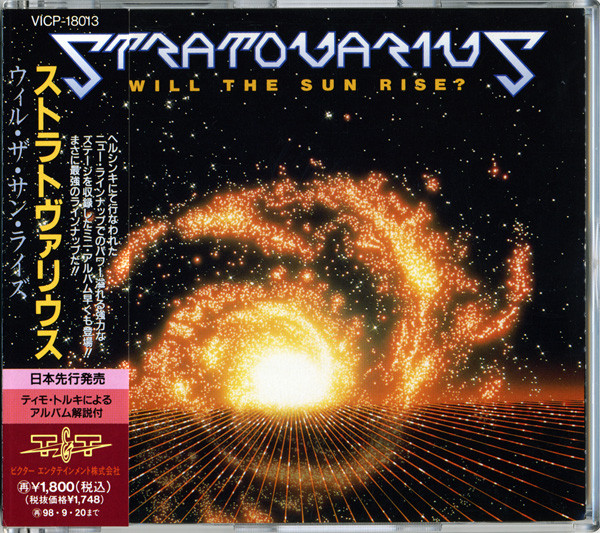 VICP-18013
STRATOVARIUS
WILL THE SUN RISE?
ストラトヴァリウス
ウィル・ザ・サン・ライズ
ヘルシンキにて行なわれた
ニュー・ラインナップでのパワー溢れる強力な
ステージを収録したミニ・アルバム早くも登場!!
まさに最強のラインナップだ!!
日本先行発売
ティモ・トルキによる
アルバム解説付
T&T
ビクター エンタテインメント株式会社
再¥1,800(税込)
(税抜価格¥1,748)
再98・9・20まで